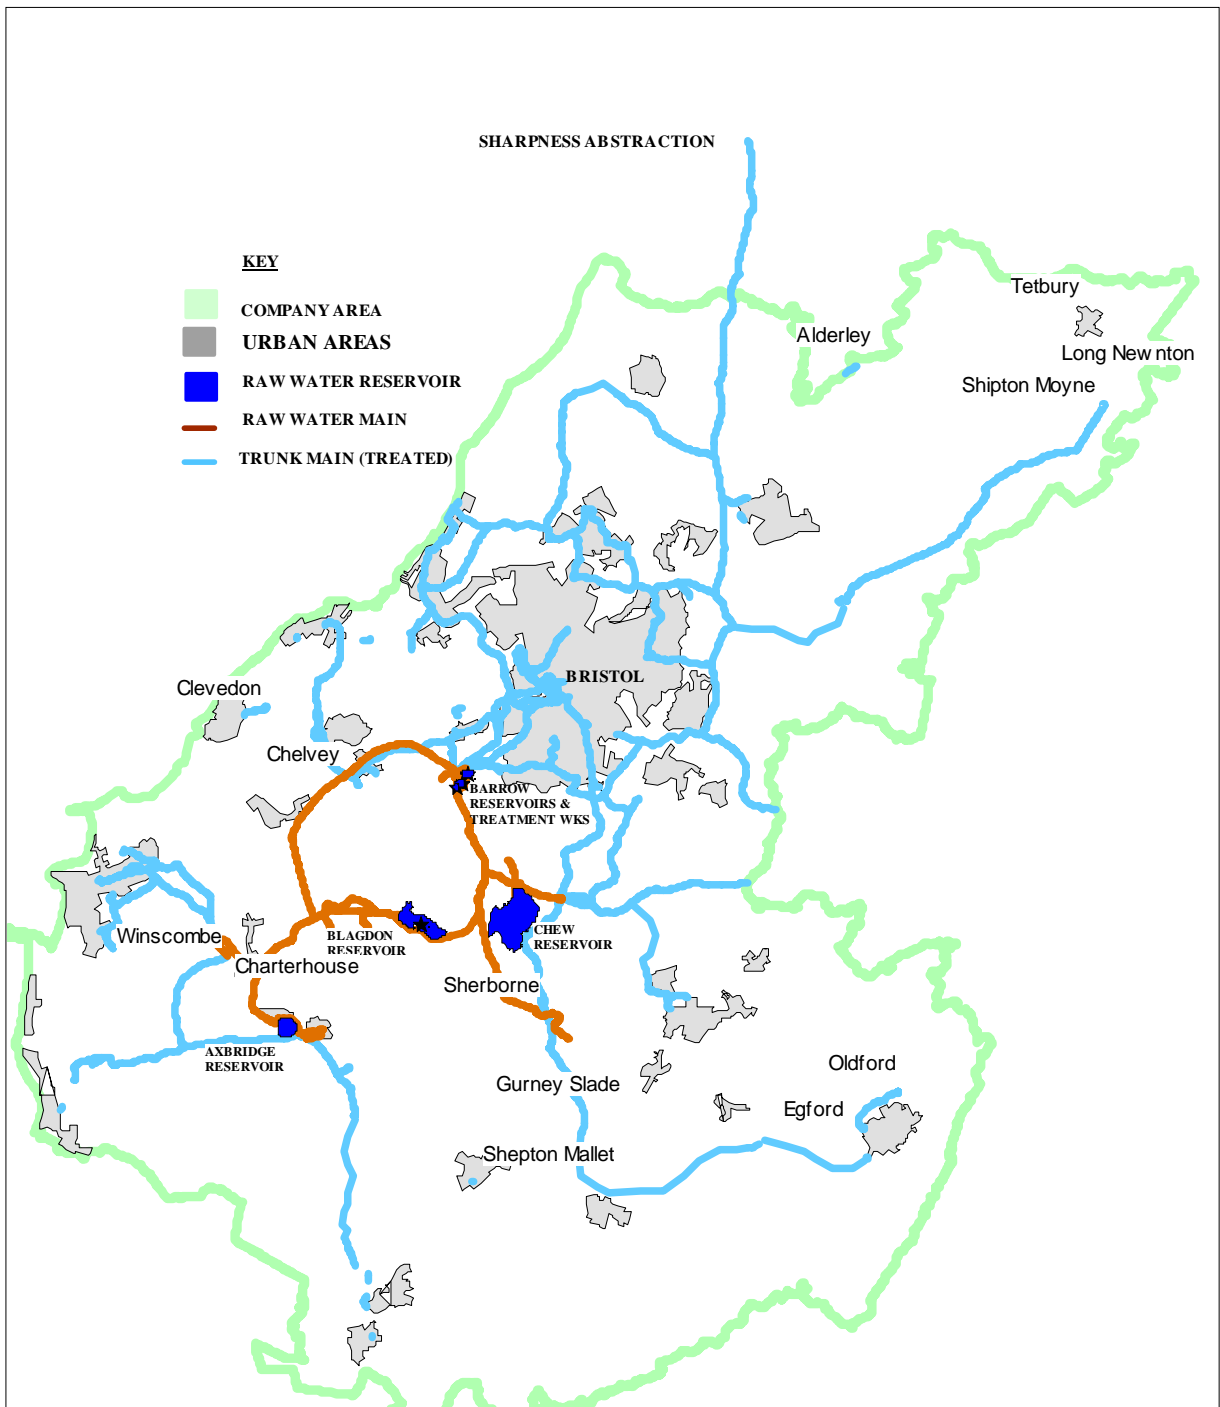 SHARPNESS ABSTRACTION
KEY
COMPANY AREA
URBAN AREAS
RAW WATER RESERVOIR
RAW WATER MAIN
TRUNK MAIN (TREATED)
Tetbury
Alderley
Long Newnton
Shipton Moyne
BRISTOL
Clevedon
Chelvey
BARROW
RESERVOIRS &
TREATMENT WKS
Winscombe
BLAGDON
RESERVOIR
CHEW
RESERVOIR
Charterhouse
Sherborne
AXBRIDGE
RESERVOIR
Oldford
Gurney Slade
Egford
Shepton Mallet